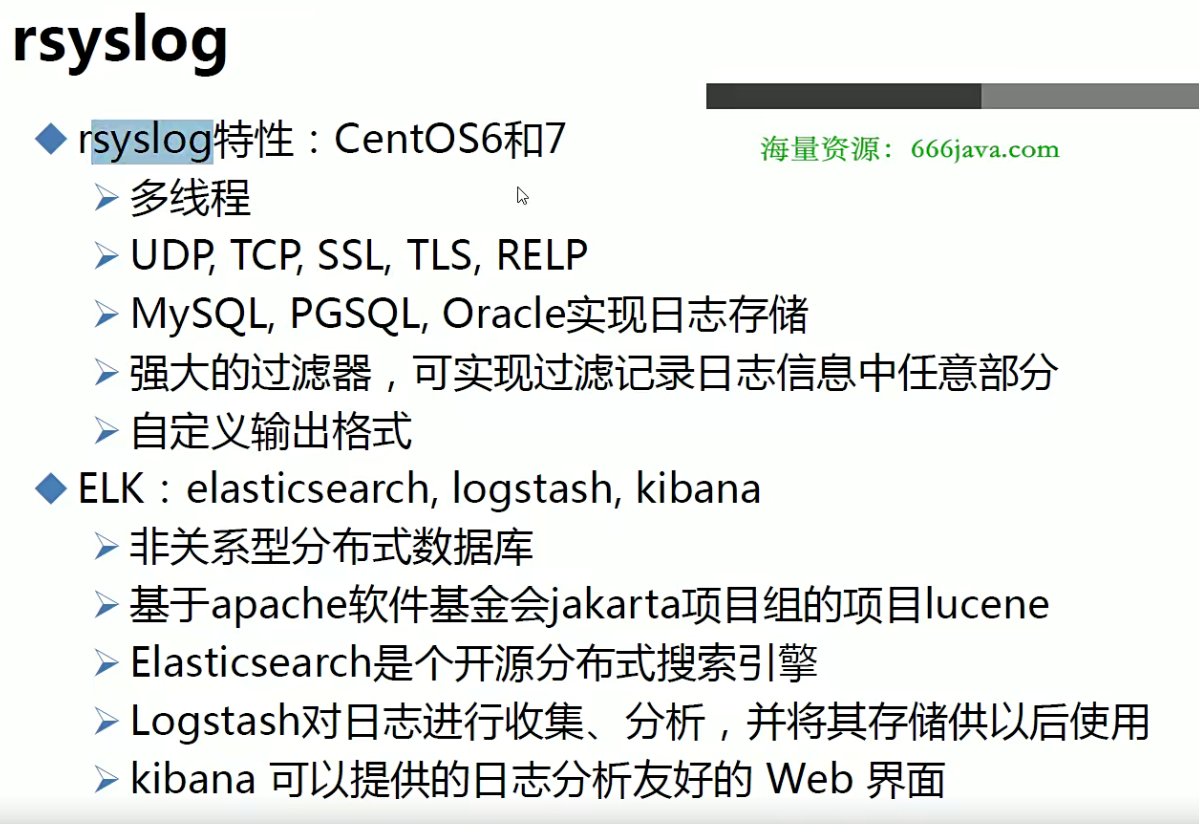 rsyslog
海量资源：666java.com
rsyslog特性：CentOS6和7
多线程
UDP, TCP, SSL, TLS, RELP
MySQL, PGSQL, Oracle实现日志存储
强大的过滤器，可实现过滤记录日志信息中任意部分
自定义输出格式
ELK：elasticsearch, logstash, kibana
非关系型分布式数据库
基于apache软件基金会jakarta项目组的项目lucene
Elasticsearch是个开源分布式搜索引擎
Logstash对日志进行收集、分析，并将其存储供以后使用
kibana 可以提供的日志分析友好的 Web 界面